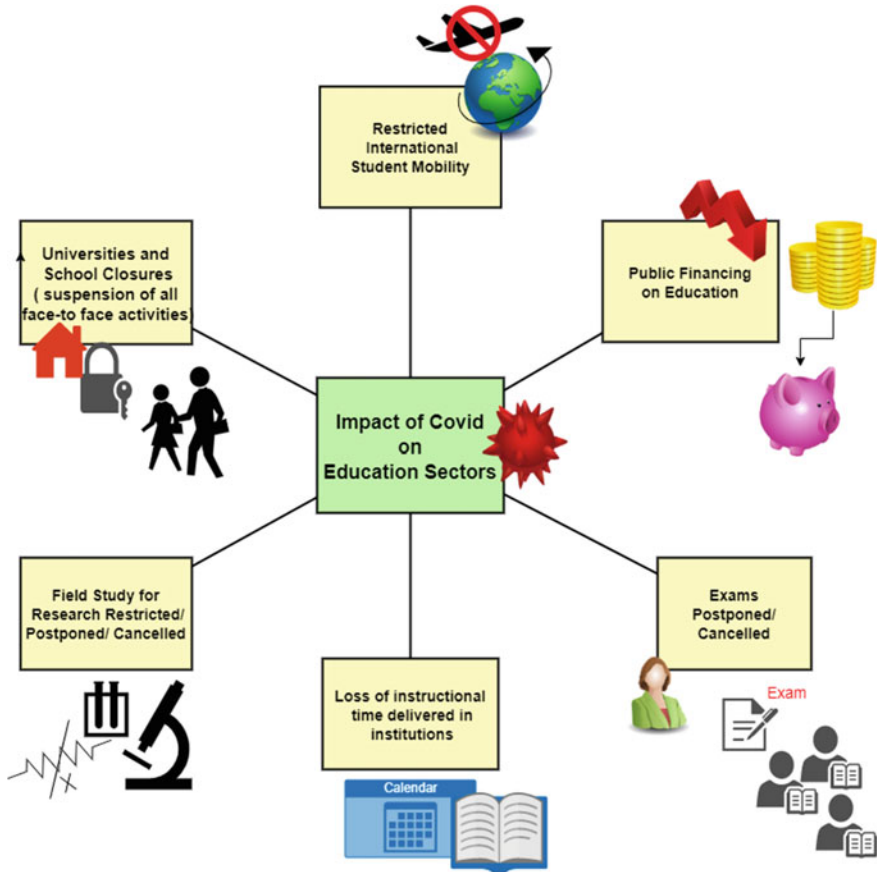 Restricted
International
Student Mobility
Universities and
School Closures
( suspension of all
face-to face activities)
Public Financing
on Education
Impact of Covid
on
Education Sectors
Field Study for
Research Restricted/
Postponed/ Cancelled
Exams
Postponed/
Cancelled
Loss of instructional
time delivered in
institutions
Exam
Calendar
X